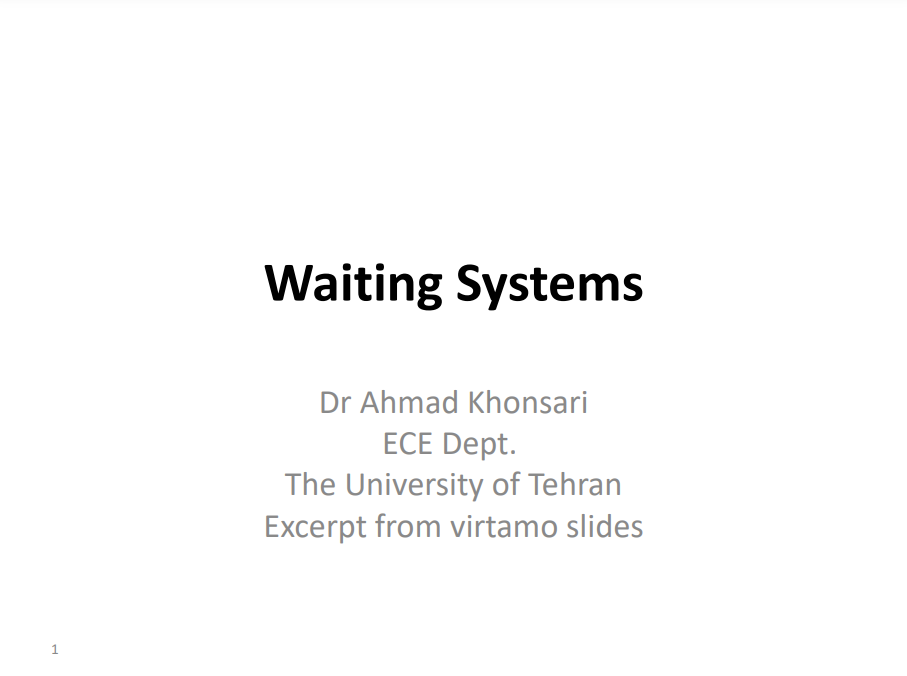 Waiting Systems
Dr Ahmad Khonsari
ECE Dept.
The University of Tehran
Excerpt from virtamo slides
1